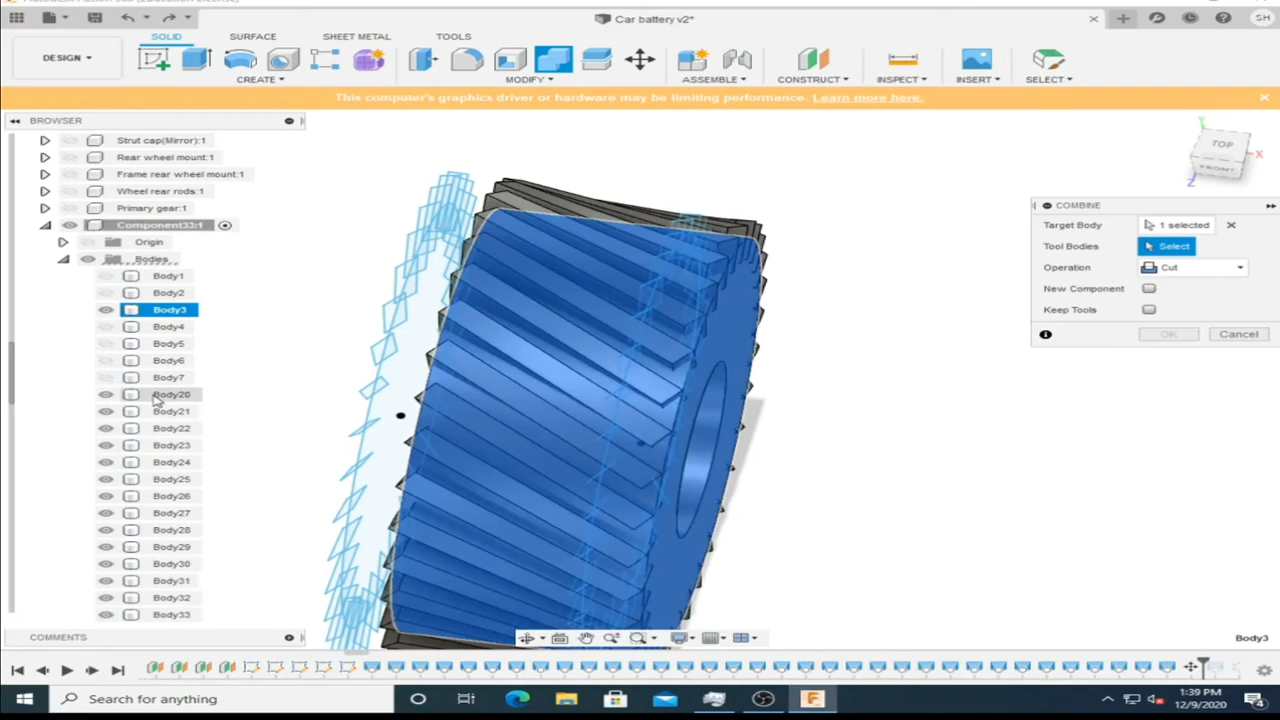 Car battery v2*
SH
SOLID
SURFACE
SHEET METAL
TOOLS
DESIGN
CREATE
MODIFY
ASSEMBLE
CONSTRUCT
INSPECT
INSERT
SELECT
This computer's graphics driver or hardware may be limiting performance. Learn more here.
BROWSER
Strut cap(Mirror):1
Rear wheel mount:1
Frame rear wheel mount:1
Wheel rear rods:1
Primary gear:1
Component33:1
Origin
Bodies
Body1
Body2
Body3
Body4
Body5
Body6
Body7
Body20
Body21
Body22
Body23
Body24
Body25
Body26
Body27
Body28
Body29
Body30
Body31
Body32
Body33
Y
TOP
X
Z
COMBINE
Target Body 1 selected
Tool Bodies Select
Operation Cut
New Component
Keep Tools
OK Cancel
COMMENTS
Body3
Search for anything
1:39 PM
12/9/2020
4